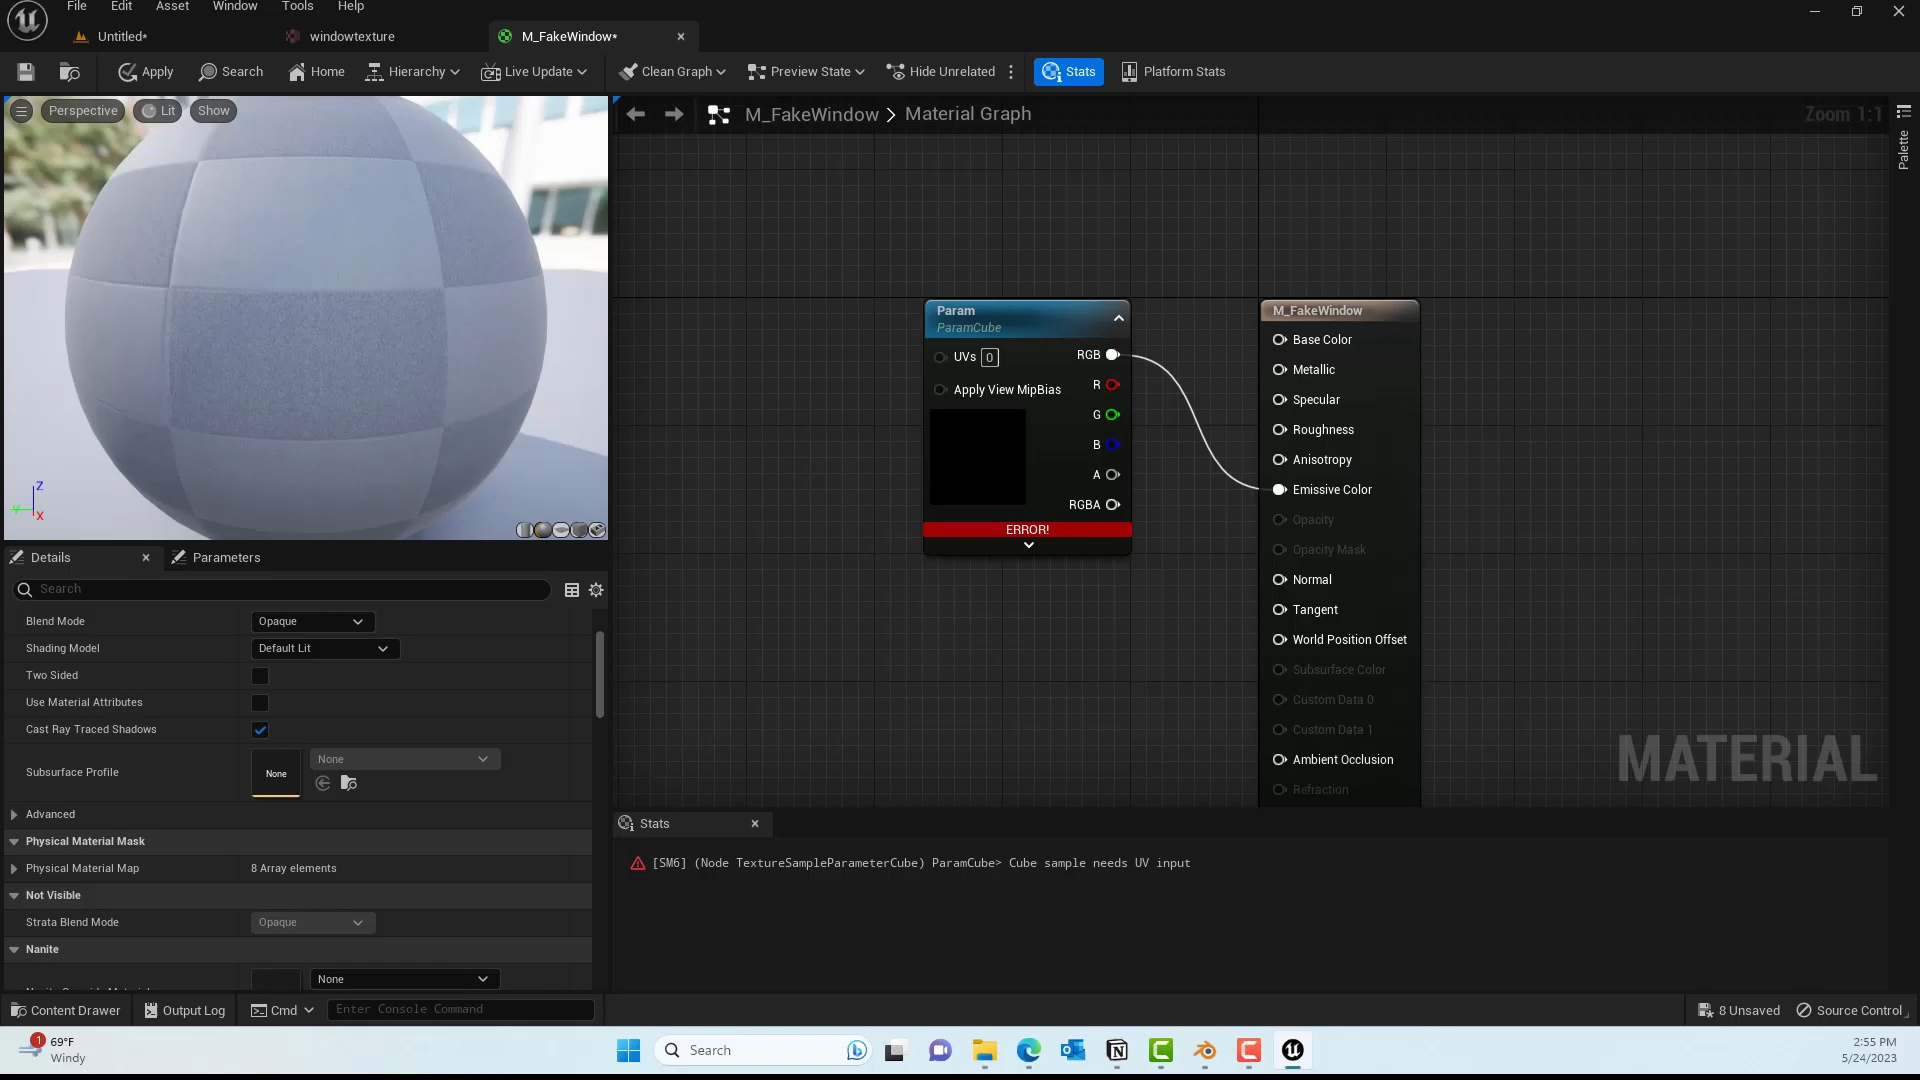 File Edit Asset Window Tools Help
Untitled* windowtexture M_FakeWindow*
Apply Search Home Hierarchy Live Update Clean Graph Preview State Hide Unrelated Stats Platform Stats
Perspective Lit Show
M_FakeWindow > Material Graph
Zoom 1:1
Palette
Param
ParamCube
UVs 0
Apply View MipBias
RGB
R
G
B
A
RGBA
ERROR!
M_FakeWindow
Base Color
Metallic
Specular
Roughness
Anisotropy
Emissive Color
Opacity
Opacity Mask
Normal
Tangent
World Position Offset
Subsurface Color
Custom Data 0
Custom Data 1
Ambient Occlusion
Refraction
MATERIAL
Z
Y
X
Details Parameters
Search
Blend Mode Opaque
Shading Model Default Lit
Two Sided
Use Material Attributes
Cast Ray Traced Shadows
Subsurface Profile None None
Advanced
Physical Material Mask
Physical Material Map 8 Array elements
Not Visible
Strata Blend Mode Opaque
Nanite
None
Stats
[SM6] (Node TextureSampleParameterCube) ParamCube> Cube sample needs UV input
Content Drawer Output Log Cmd Enter Console Command
8 Unsaved Source Control
1
69°F
Windy
Search
2:55 PM
5/24/2023